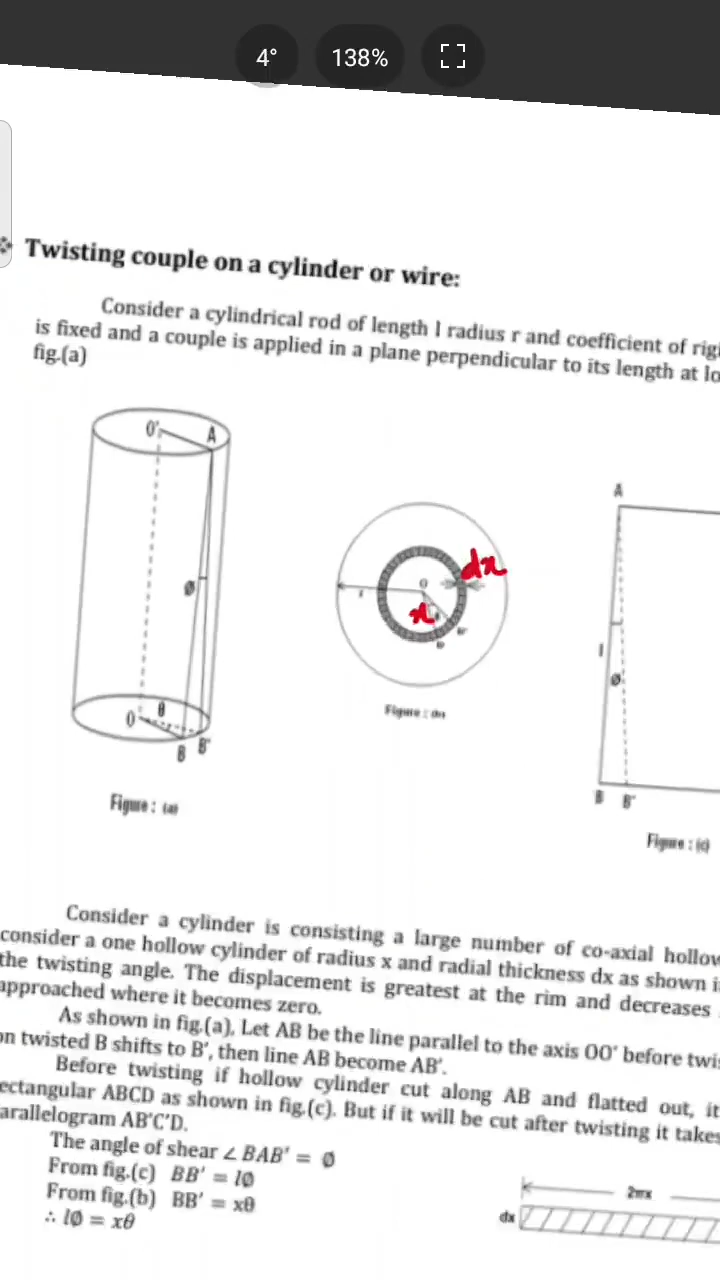 4° 138%
Twisting couple on a cylinder or wire:
Consider a cylindrical rod of length l radius r and coefficient of rig
is fixed and a couple is applied in a plane perpendicular to its length at lo
fig.(a)
O' A
Ø
O θ
B B'
Figure : (a)
dx
O
r
x
Figure : (b)
A
l
Ø
B B'
Figure : (c)
Consider a cylinder is consisting a large number of co-axial hollow
consider a one hollow cylinder of radius x and radial thickness dx as shown i
the twisting angle. The displacement is greatest at the rim and decreases
approached where it becomes zero.
As shown in fig.(a), Let AB be the line parallel to the axis OO' before twi
on twisted B shifts to B', then line AB become AB'.
Before twisting if hollow cylinder cut along AB and flatted out, it
ectangular ABCD as shown in fig.(c). But if it will be cut after twisting it takes
arallelogram AB'C'D.
The angle of shear ∠ BAB' = Ø
From fig.(c) BB' = lØ
From fig.(b) BB' = xθ
∴ lØ = xθ
2πx
dx